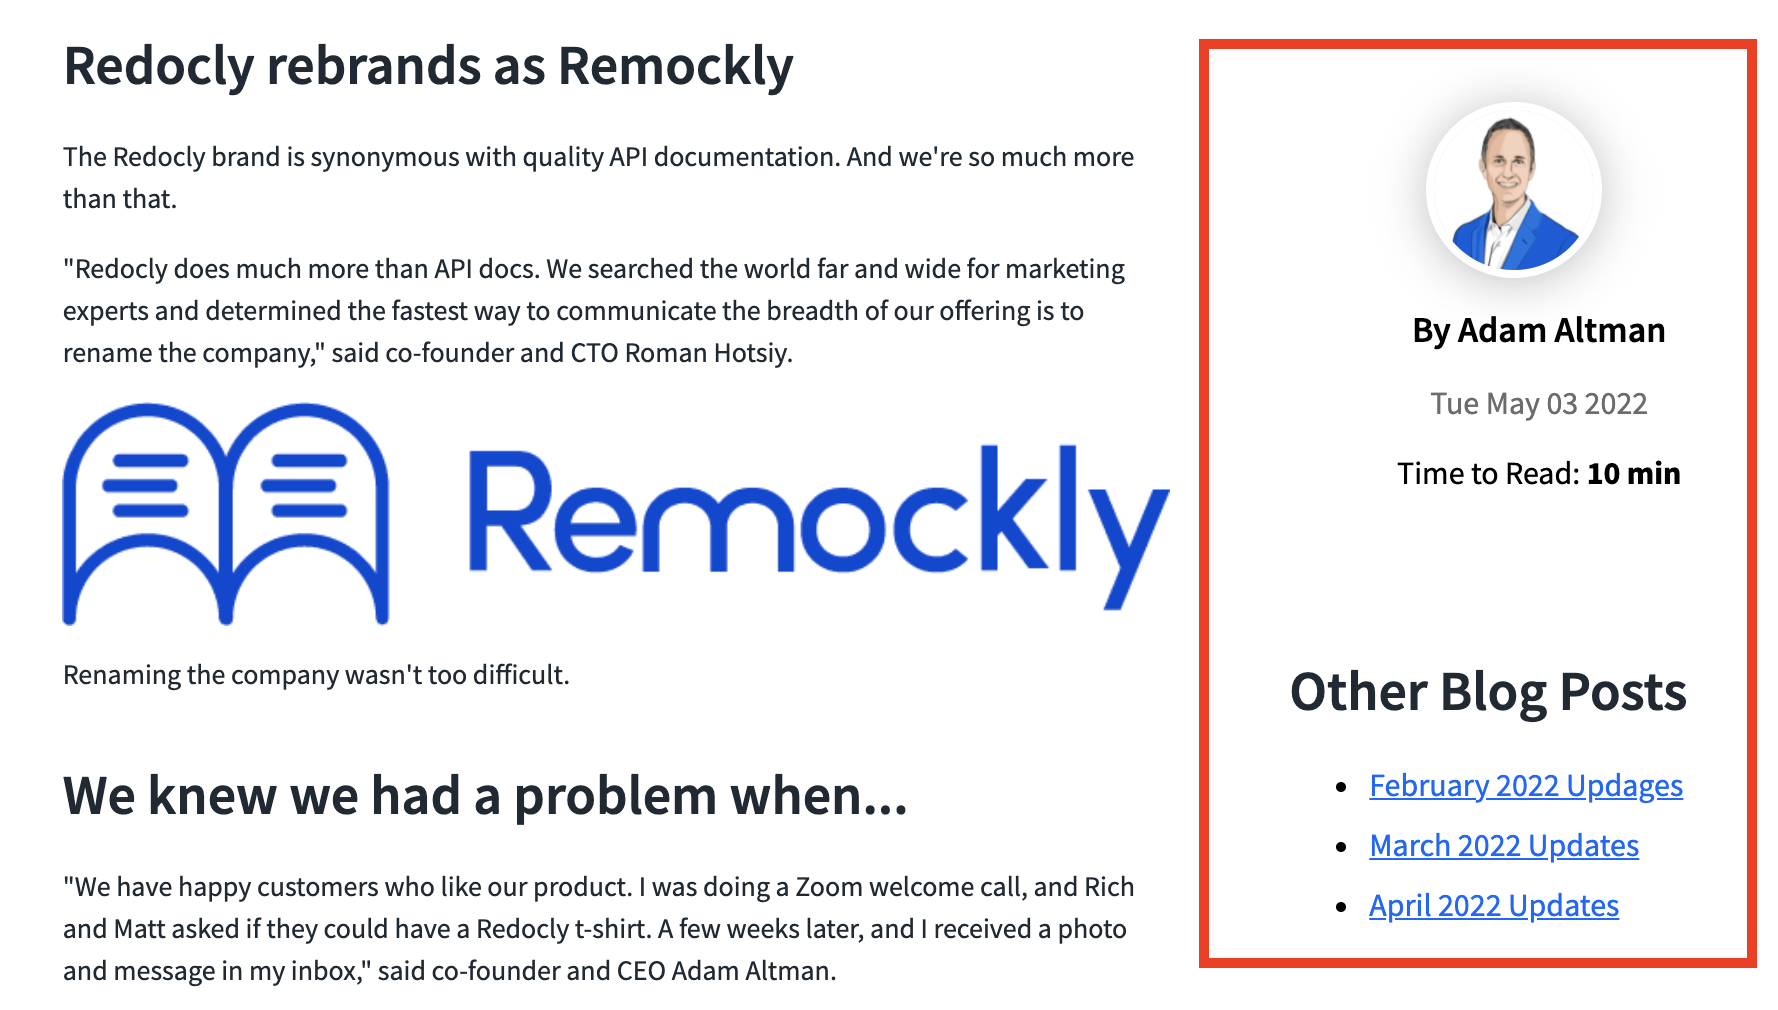 Redocly rebrands as Remockly
The Redocly brand is synonymous with quality API documentation. And we're so much more
than that.
"Redocly does much more than API docs. We searched the world far and wide for marketing
experts and determined the fastest way to communicate the breadth of our offering is to
rename the company," said co-founder and CTO Roman Hotsiy.
Remockly
Renaming the company wasn't too difficult.
We knew we had a problem when...
"We have happy customers who like our product. I was doing a Zoom welcome call, and Rich
and Matt asked if they could have a Redocly t-shirt. A few weeks later, and I received a photo
and message in my inbox," said co-founder and CEO Adam Altman.
By Adam Altman
Tue May 03 2022
Time to Read: 10 min
Other Blog Posts
February 2022 Updages
March 2022 Updates
April 2022 Updates